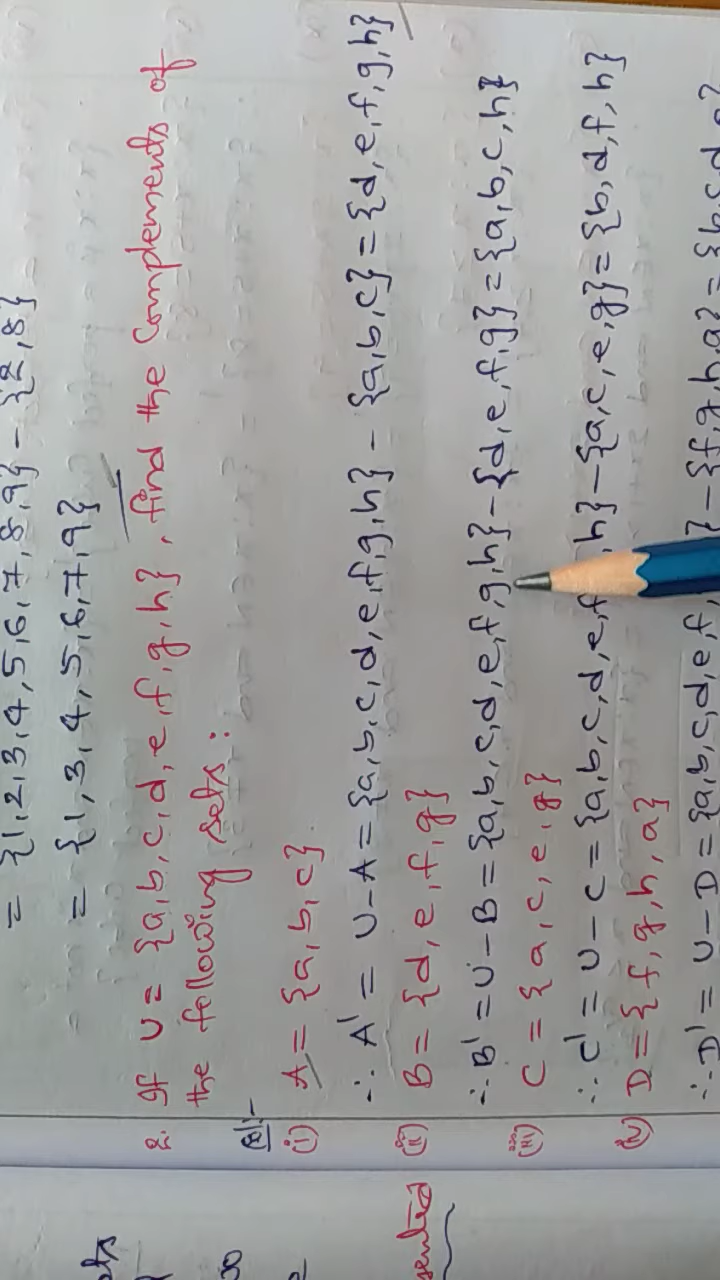 = {1,2,3,4,5,6,7,8,9} - {2,8}
= {1,3,4,5,6,7,9}
2. If U = {a,b,c,d,e,f,g,h}, find the Complements of
the following sets:
Sol:-
(i) A = {a,b,c}.
∴ A' = U-A = {a,b,c,d,e,f,g,h} - {a,b,c} = {d,e,f,g,h}
(ii) B = {d,e,f,g}
∴ B' = U-B = {a,b,c,d,e,f,g,h} - {d,e,f,g} = {a,b,c,h}
(iii) C = {a,c,e,g}
∴ C' = U-C = {a,b,c,d,e,f ,h} - {a,c,e,g} = {b,d,f,h}
(iv) D = {f,g,h,a}
∴ D' = U-D = {a,b,c,d,e,f, } - {f,g,h,a} = {b,c,d,e}